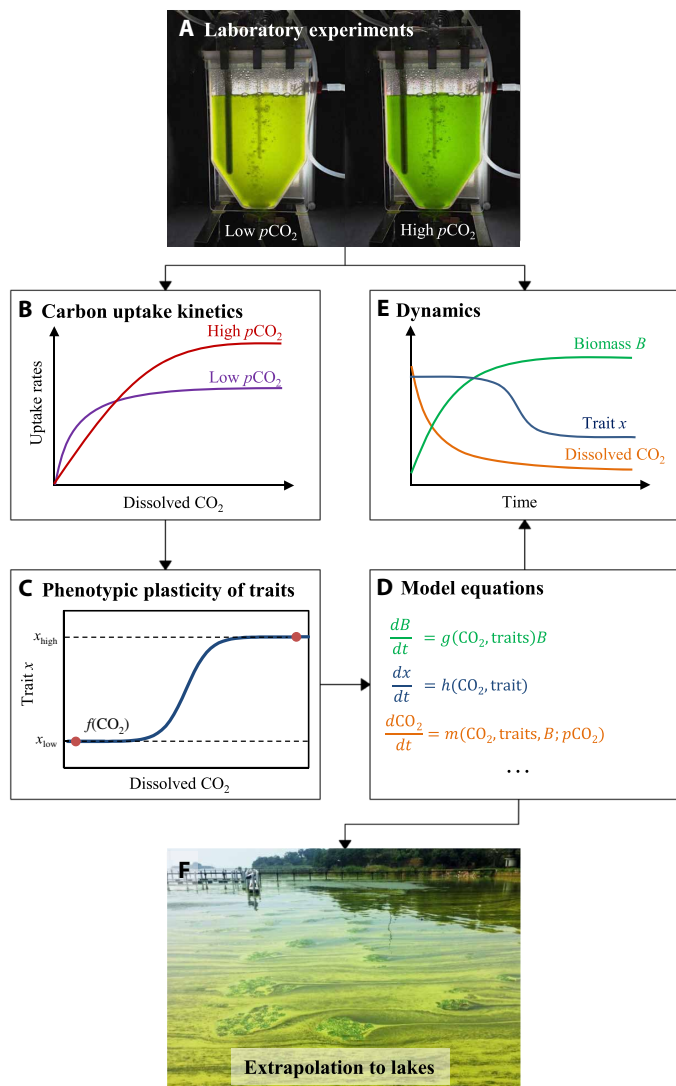 A Laboratory experiments
Low pCO₂
High pCO₂
B Carbon uptake kinetics
High pCO₂
Low pCO₂
Uptake rates
Dissolved CO₂
E Dynamics
Biomass B
Trait x
Dissolved CO₂
Time
C Phenotypic plasticity of traits
x_high
Trait x
f(CO₂)
x_low
Dissolved CO₂
D Model equations
dB/dt = g(CO₂, traits)B
dx/dt = h(CO₂, trait)
dCO₂/dt = m(CO₂, traits, B; pCO₂)
...
F
Extrapolation to lakes